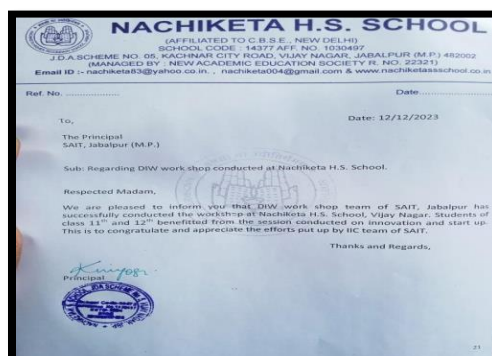 NACHIKETA H.S. SCHOOL
(AFFILIATED TO C.B.S.E., NEW DELHI)
SCHOOL CODE : 14377 AFF. NO. 1030497
J.D.A.SCHEME NO. 05, KACHNAR CITY ROAD, VIJAY NAGAR, JABALPUR (M.P.) 482002
(MANAGED BY : NEW ACADEMIC EDUCATION SOCIETY R. NO. 22321)
Email ID :- nachiketa83@yahoo.co.in. , nachiketa004@gmail.com & www.nachiketassschool.co.in
Ref. No. ..................
Date....................
To,
Date: 12/12/2023
The Principal
SAIT, Jabalpur (M.P.)
Sub: Regarding DIW work shop conducted at Nachiketa H.S. School.
Respected Madam,
We are pleased to inform you that DIW work shop team of SAIT, Jabalpur has
successfully conducted the workshop at Nachiketa H.S. School, Vijay Nagar. Students of
class 11th and 12th benefitted from the session conducted on innovation and start up.
This is to congratulate and appreciate the efforts put up by IIC team of SAIT.
Thanks and Regards,
Principal
21